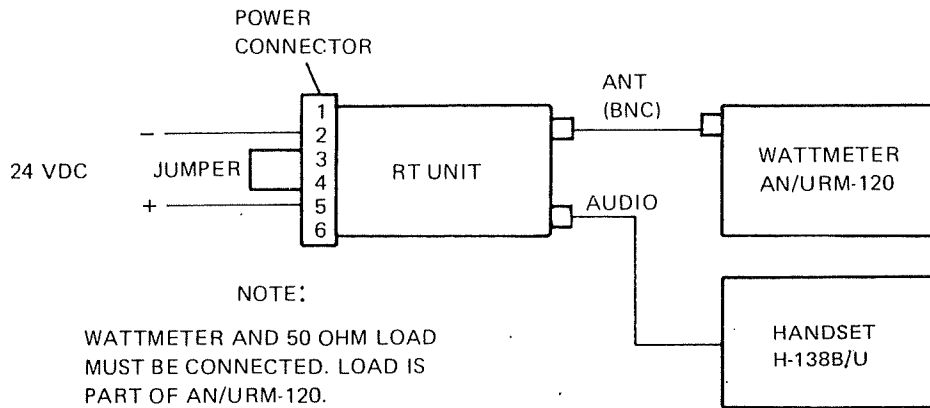 POWER
CONNECTOR
1
2
3
4
5
6
-
24 VDC
JUMPER
+
RT UNIT
ANT
(BNC)
AUDIO
WATTMETER
AN/URM-120
HANDSET
H-138B/U
NOTE:
WATTMETER AND 50 OHM LOAD
MUST BE CONNECTED. LOAD IS
PART OF AN/URM-120.